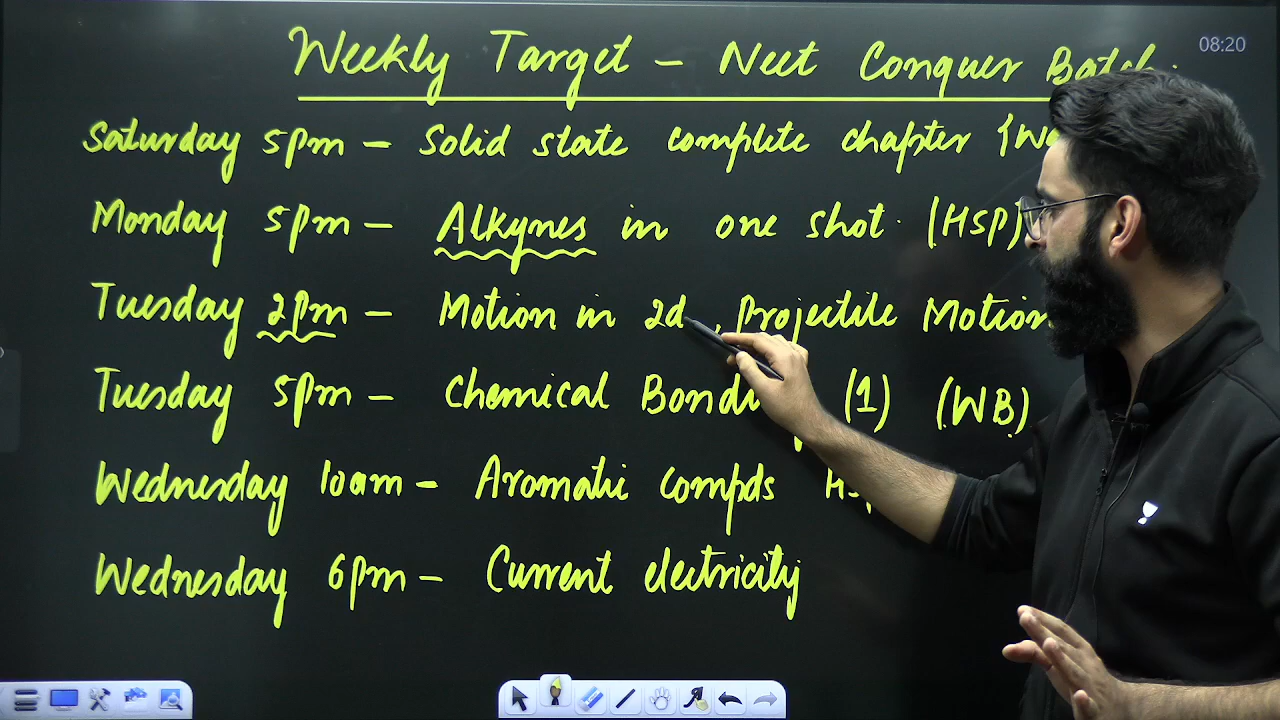 08:20
Weekly Target - Neet Conquer Batch.
Saturday 5pm - Solid state complete chapter
Monday 5pm - Alkynes in one shot. (HSP)
Tuesday 2pm - Motion in 2d, Projectile Motion
Tuesday 5pm - Chemical (1) (WB)
Wednesday 10am - Aromatic compds
Wednesday 6pm - Current electricity